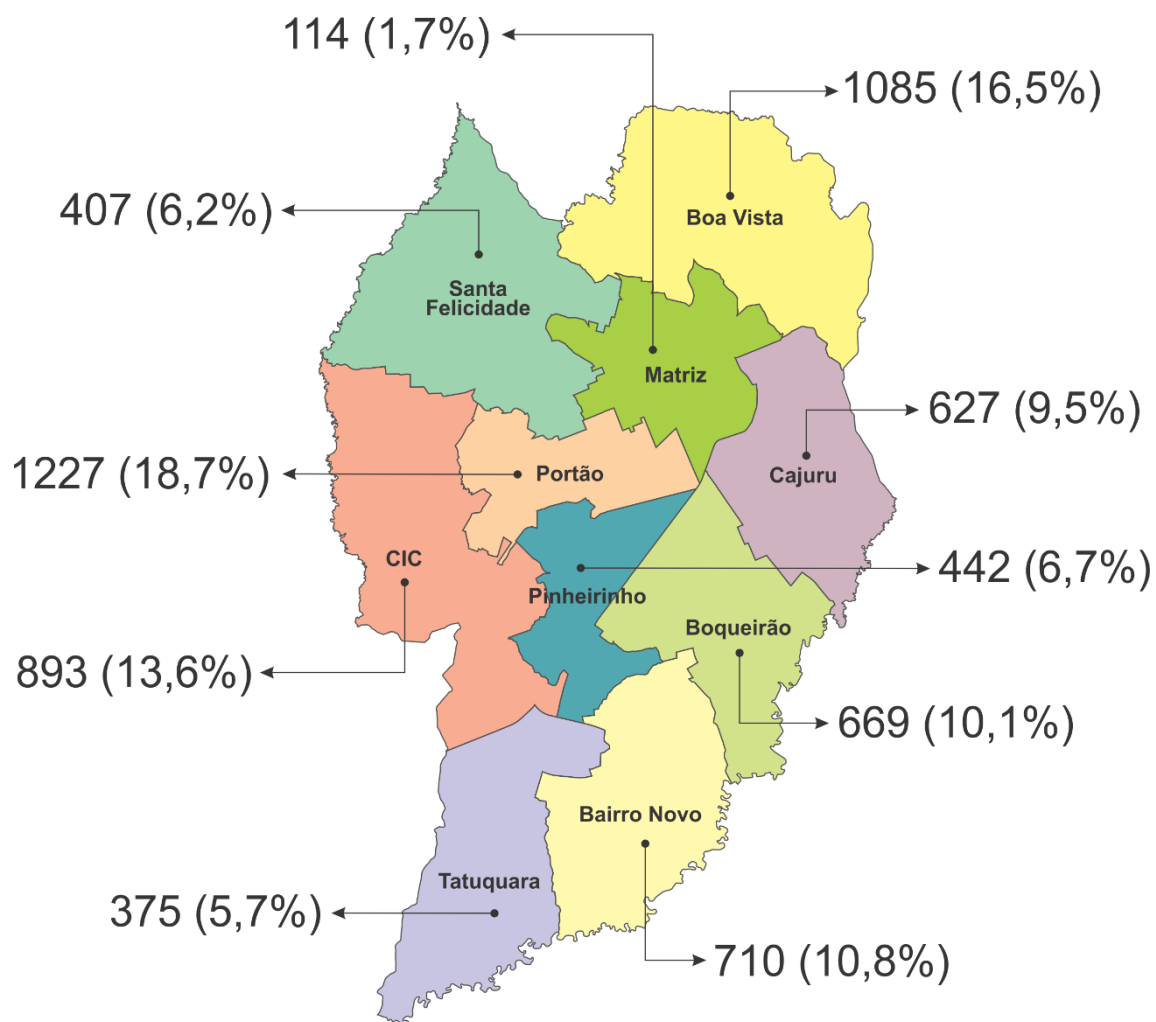 114 (1,7%)
1085 (16,5%)
407 (6,2%)
Boa Vista
Santa
Felicidade
Matriz
627 (9,5%)
1227 (18,7%)
Portão
Cajuru
CIC
442 (6,7%)
Pinheirinho
Boqueirão
893 (13,6%)
669 (10,1%)
Bairro Novo
Tatuquara
375 (5,7%)
710 (10,8%)